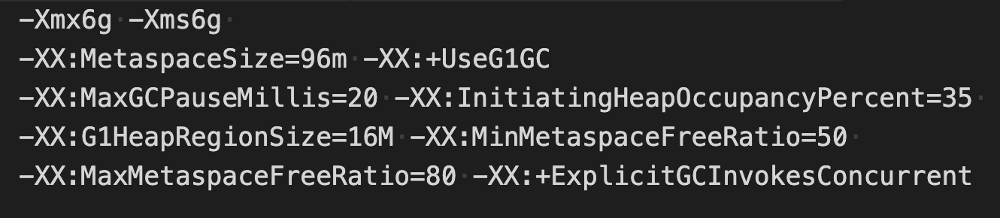 -Xmx6g -Xms6g
-XX:MetaspaceSize=96m -XX:+UseG1GC
-XX:MaxGCPauseMillis=20 -XX:InitiatingHeapOccupancyPercent=35
-XX:G1HeapRegionSize=16M -XX:MinMetaspaceFreeRatio=50
-XX:MaxMetaspaceFreeRatio=80 -XX:+ExplicitGCInvokesConcurrent